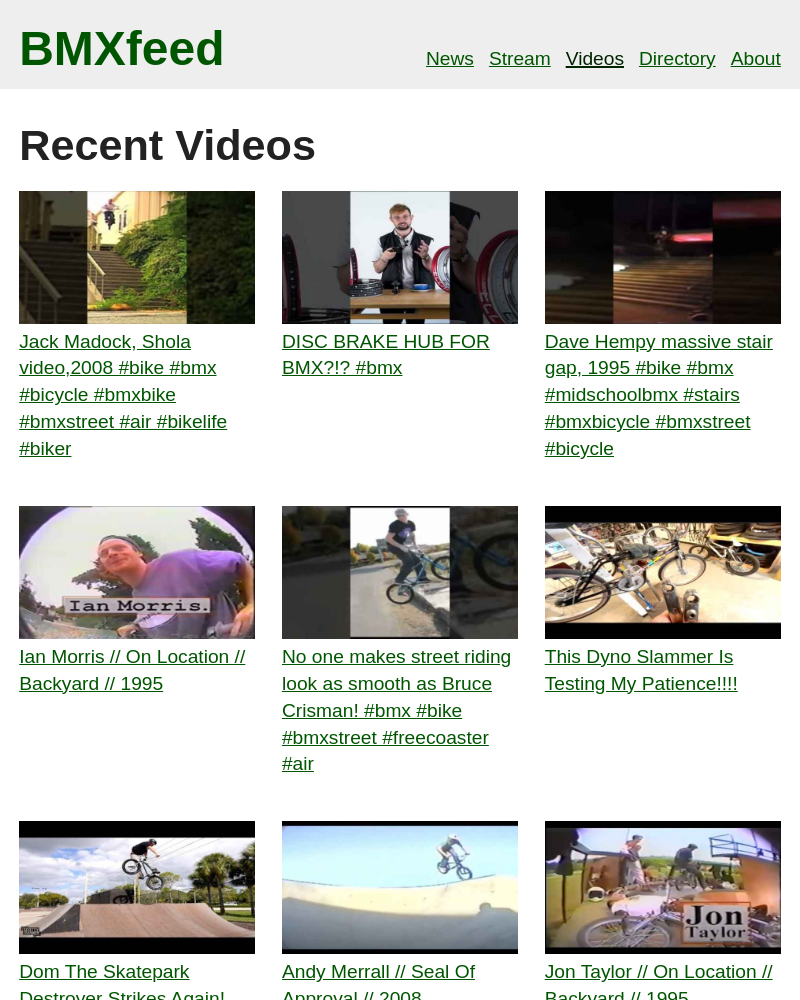 BMXfeed
News Stream Videos Directory About
Recent Videos
Jack Madock, Shola
video,2008 #bike #bmx
#bicycle #bmxbike
#bmxstreet #air #bikelife
#biker
DISC BRAKE HUB FOR
BMX?!? #bmx
Dave Hempy massive stair
gap, 1995 #bike #bmx
#midschoolbmx #stairs
#bmxbicycle #bmxstreet
#bicycle
Ian Morris.
Ian Morris // On Location //
Backyard // 1995
No one makes street riding
look as smooth as Bruce
Crisman! #bmx #bike
#bmxstreet #freecoaster
#air
This Dyno Slammer Is
Testing My Patience!!!!
Dom The Skatepark
Destroyer Strikes Again!
Andy Merrall // Seal Of
Approval // 2008
Jon
Taylor
Jon Taylor // On Location //
Backyard // 1995